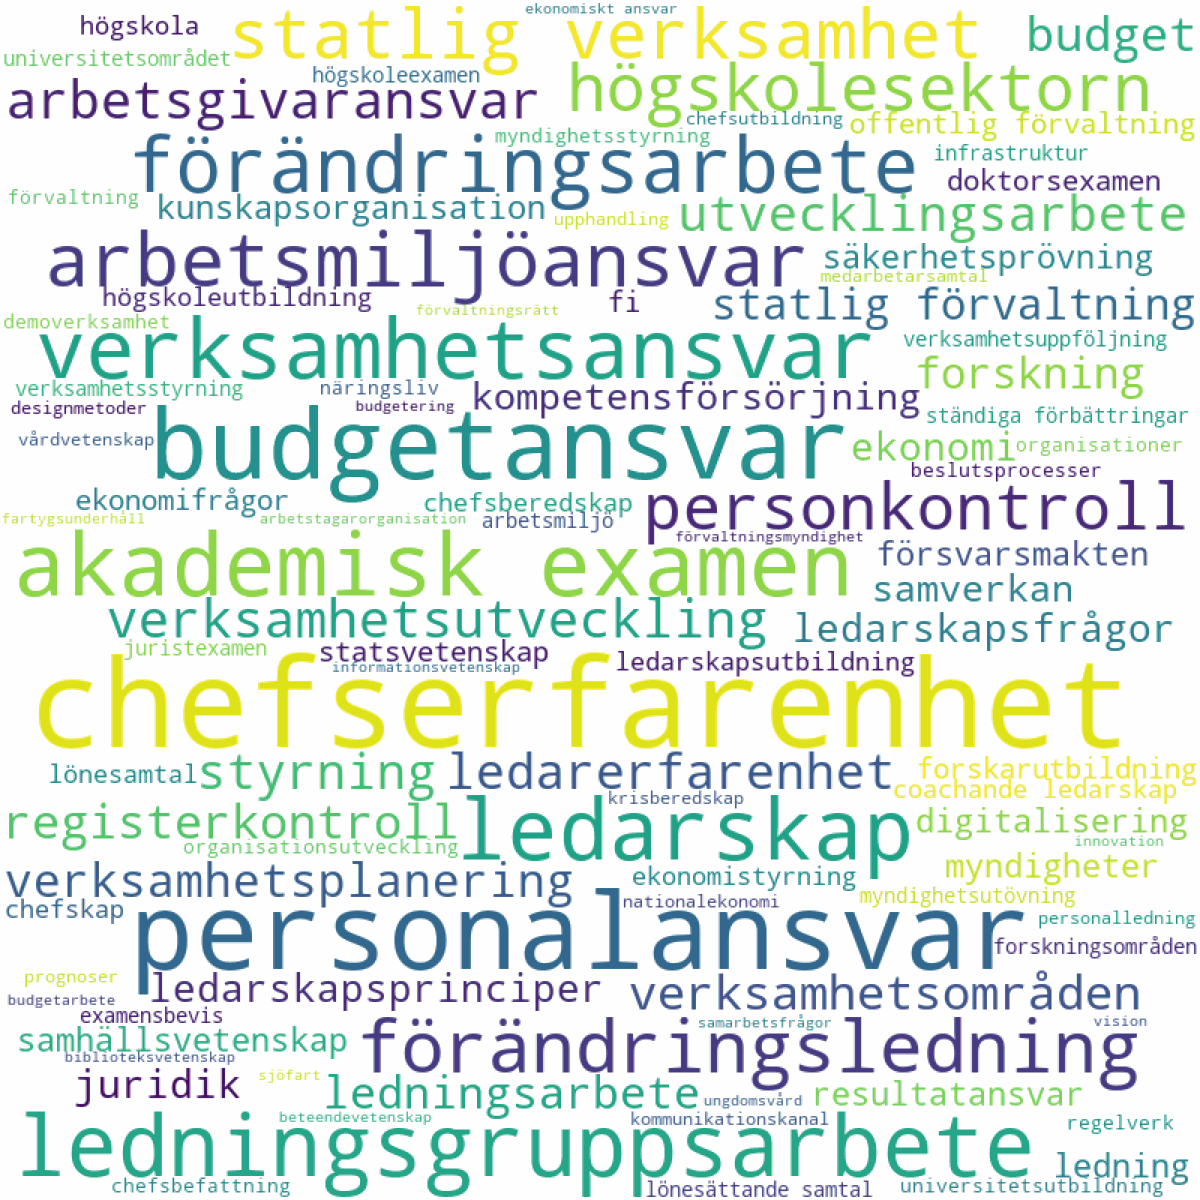 ekonomiskt ansvar
högskola
statlig verksamhet
budget
universitetsområdet
högskoleexamen
högskolesektorn
arbetsgivaransvar
chefsutbildning
offentlig förvaltning
myndighetsstyrning
förändringsarbete
infrastruktur
doktorsexamen
förvaltning
kunskapsorganisation
upphandling
utvecklingsarbete
arbetsmiljöansvar
säkerhetsprövning
medarbetarsamtal
högskoleutbildning
förvaltningsrätt
fi
statlig förvaltning
demoverksamhet
verksamhetsansvar
verksamhetsuppföljning
forskning
verksamhetsstyrning
näringsliv
kompetensförsörjning
designmetoder
budgetering
ständiga förbättringar
vårdvetenskap
budgetansvar
ekonomi
organisationer
beslutsprocesser
ekonomifrågor
chefsberedskap
personkontroll
fartygsunderhåll
arbetstagarorganisation
arbetsmiljö
förvaltningsmyndighet
akademisk examen
försvarsmakten
samverkan
verksamhetsutveckling
ledarskapsfrågor
juristexamen
statsvetenskap
informationsvetenskap
ledarskapsutbildning
chefserfarenhet
lönesamtal
styrning
ledarerfarenhet
forskarutbildning
coachande ledarskap
krisberedskap
registerkontroll
ledarskap
digitalisering
organisationsutveckling
innovation
verksamhetsplanering
ekonomistyrning
myndigheter
chefskap
nationalekonomi
myndighetsutövning
personalansvar
personalledning
forskningsområden
prognoser
ledarskapsprinciper
verksamhetsområden
budgetarbete
examensbevis
samhällsvetenskap
förändringsledning
samarbetsfrågor
vision
biblioteksvetenskap
juridik
sjöfart
ledningsarbete
ungdomsvård
resultatansvar
beteendevetenskap
kommunikationskanal
regelverk
ledningsgruppsarbete
ledning
chefsbefattning
lönesättande samtal
universitetsutbildning